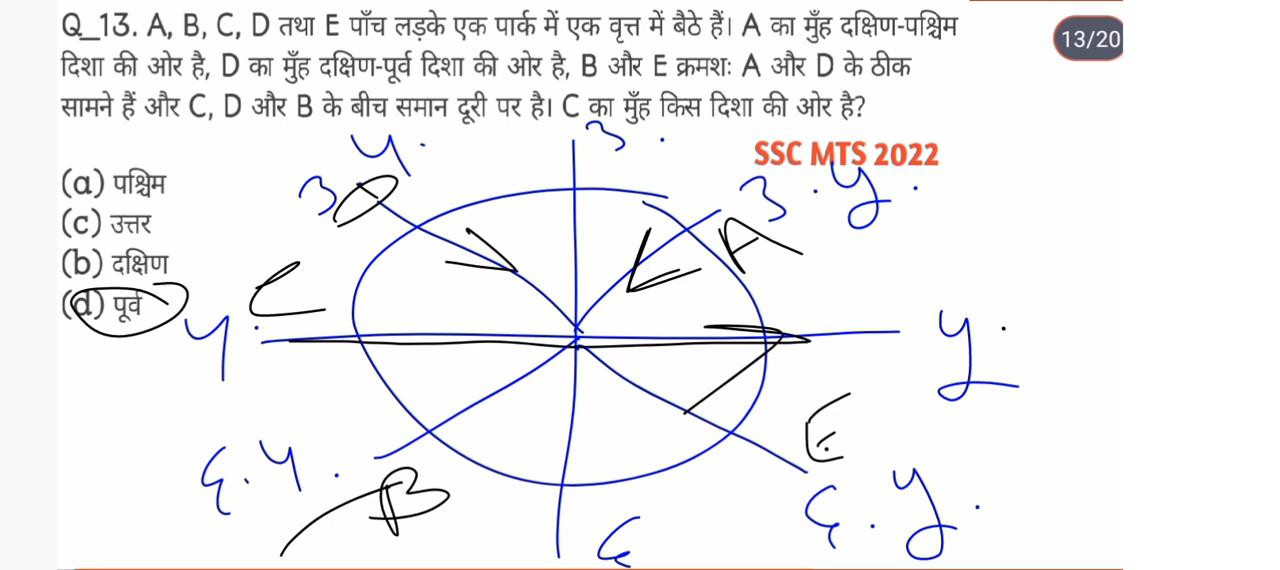 Q_13. A, B, C, D तथा E पाँच लड़के एक पार्क में एक वृत्त में बैठे हैं। A का मुँह दक्षिण-पश्चिम
दिशा की ओर है, D का मुँह दक्षिण-पूर्व दिशा की ओर है, B और E क्रमशः A और D के ठीक
सामने हैं और C, D और B के बीच समान दूरी पर है। C का मुँह किस दिशा की ओर है?
13/20
SSC MTS 2022
(a) पश्चिम
(c) उत्तर
(b) दक्षिण
(d) पूर्व
उ.
उ प.
D
उ. पू.
A
C
प.
पू.
E
द. प.
B
द
द. पू.